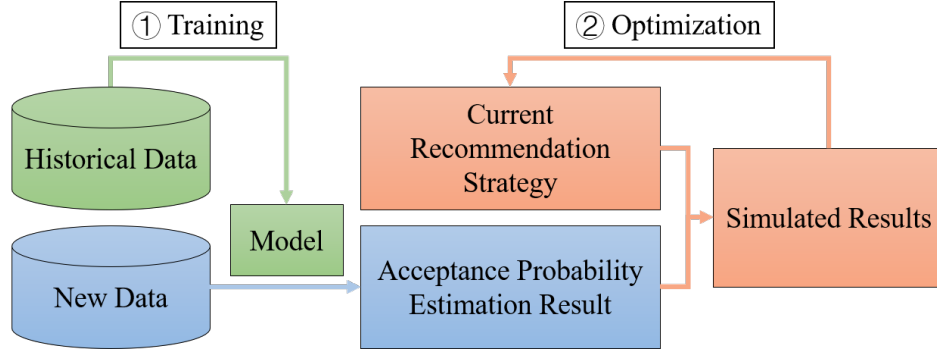 ① Training
② Optimization
Historical Data
Current
Recommendation
Strategy
Simulated Results
Model
New Data
Acceptance Probability
Estimation Result